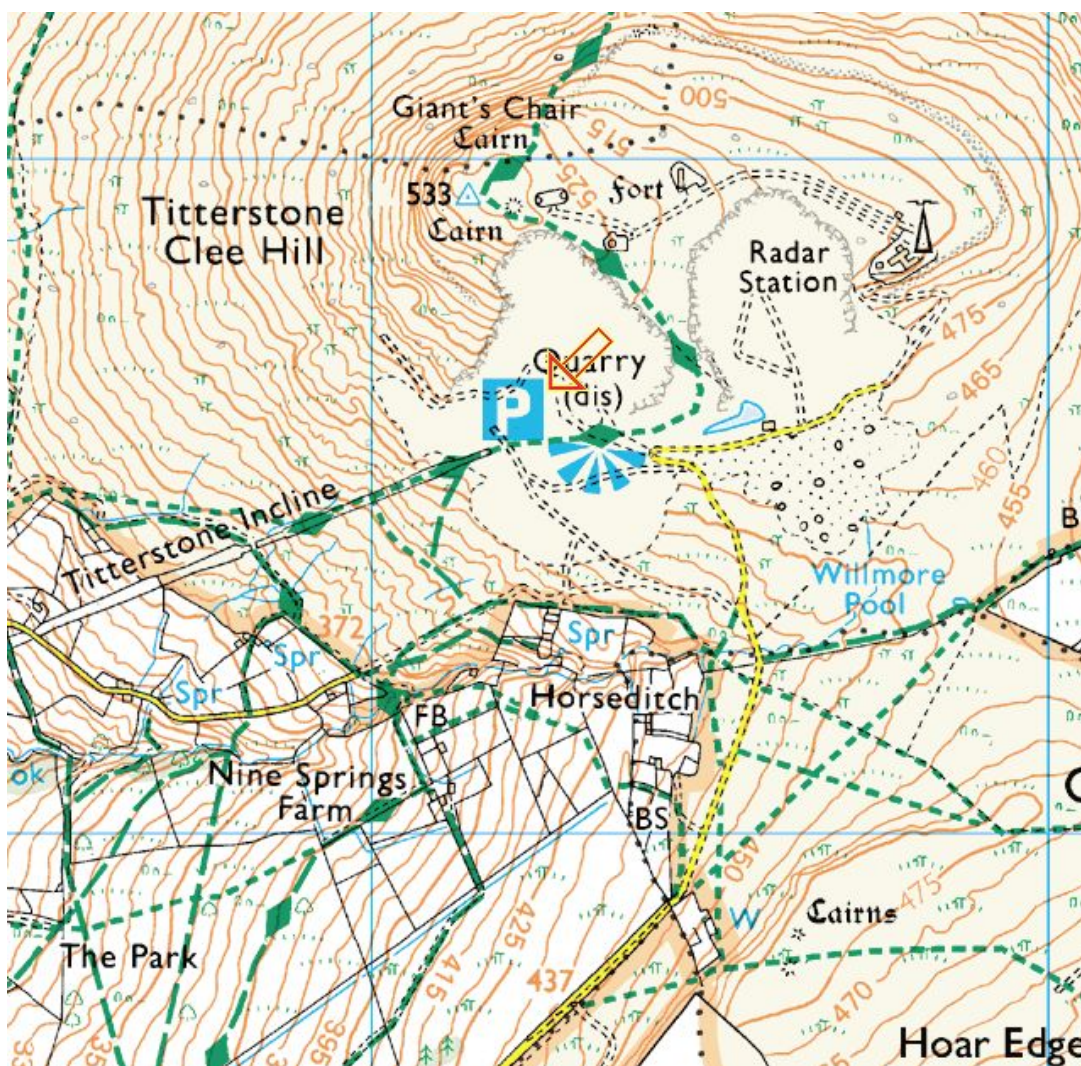 500
Giant's Chair
Cairn
515
533
525
Fort
Cairn
Titterstone
Clee Hill
Radar
Station
475
Quarry
(dis)
P
465
460
455
Titterstone Incline
B
Willmore
Pool
372
Spr
Spr
Spr
Horseditch
FB
ok
Nine Springs
Farm
BS
C
450
475
W
Cairns
425
The Park
415
437
470
395
Hoar Edge